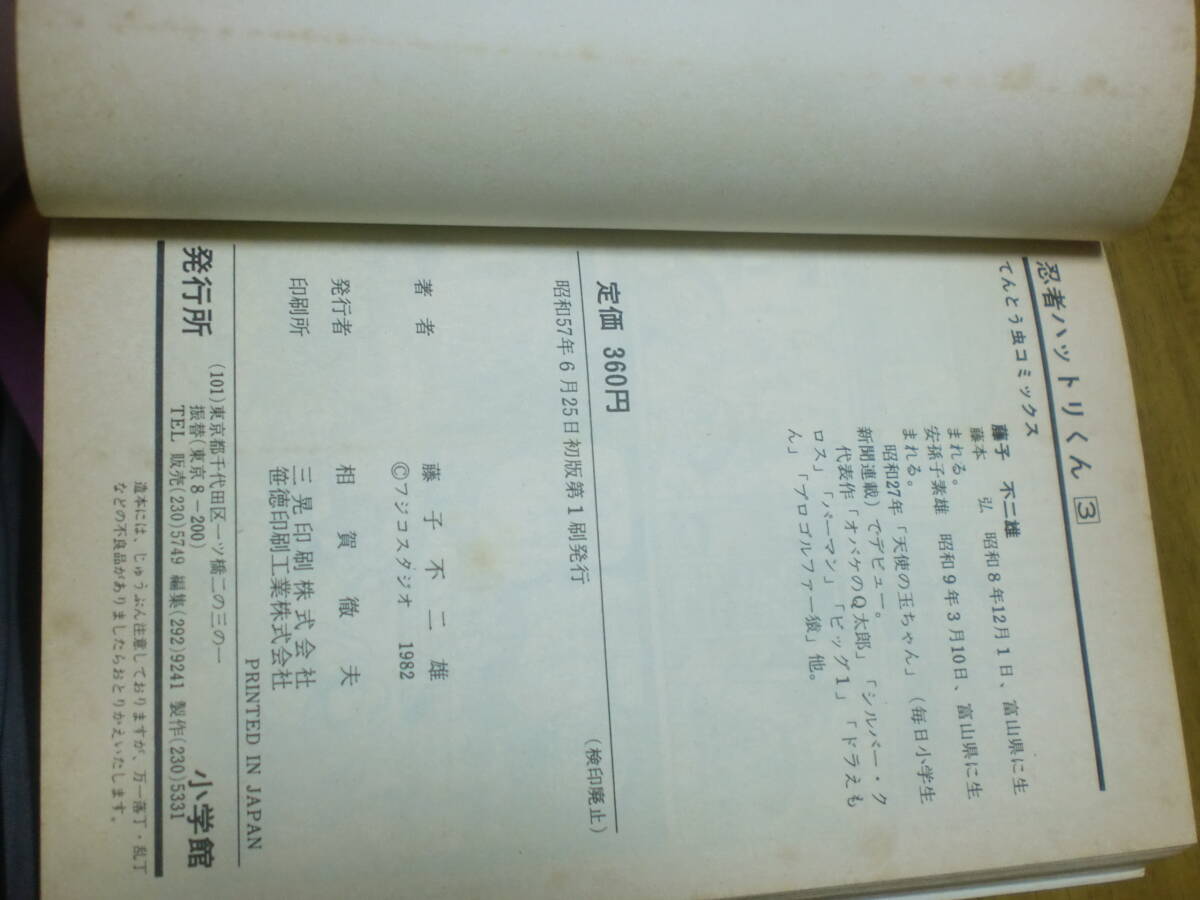 忍者ハットリくん 3
てんとう虫コミックス
藤子 不二雄
藤本 弘 昭和8年12月1日、富山県に生
まれる。
安孫子素雄 昭和9年3月10日、富山県に生
まれる。
昭和27年「天使の玉ちゃん」（毎日小学生
新聞連載）でデビュー。
代表作「オバケのQ太郎」「シルバー・ク
ロス」「パーマン」「ビッグ1」「ドラえも
ん」「プロゴルファー猿」他。
定価 360円
（検印廃止）
昭和57年6月25日初版第1刷発行
著者 藤子不二雄
©フジコスタジオ 1982
発行者 相賀徹夫
印刷所 三晃印刷株式会社
笹徳印刷工業株式会社
PRINTED IN JAPAN
発行所 小学館
(101)東京都千代田区一ツ橋二の三の一
振替(東京8-200)
TEL 販売(230)5749 編集(292)9241 製作(230)5331
造本には、じゅうぶん注意しておりますが、万一落丁・乱丁
などの不良品がありましたらおとりかえいたします。